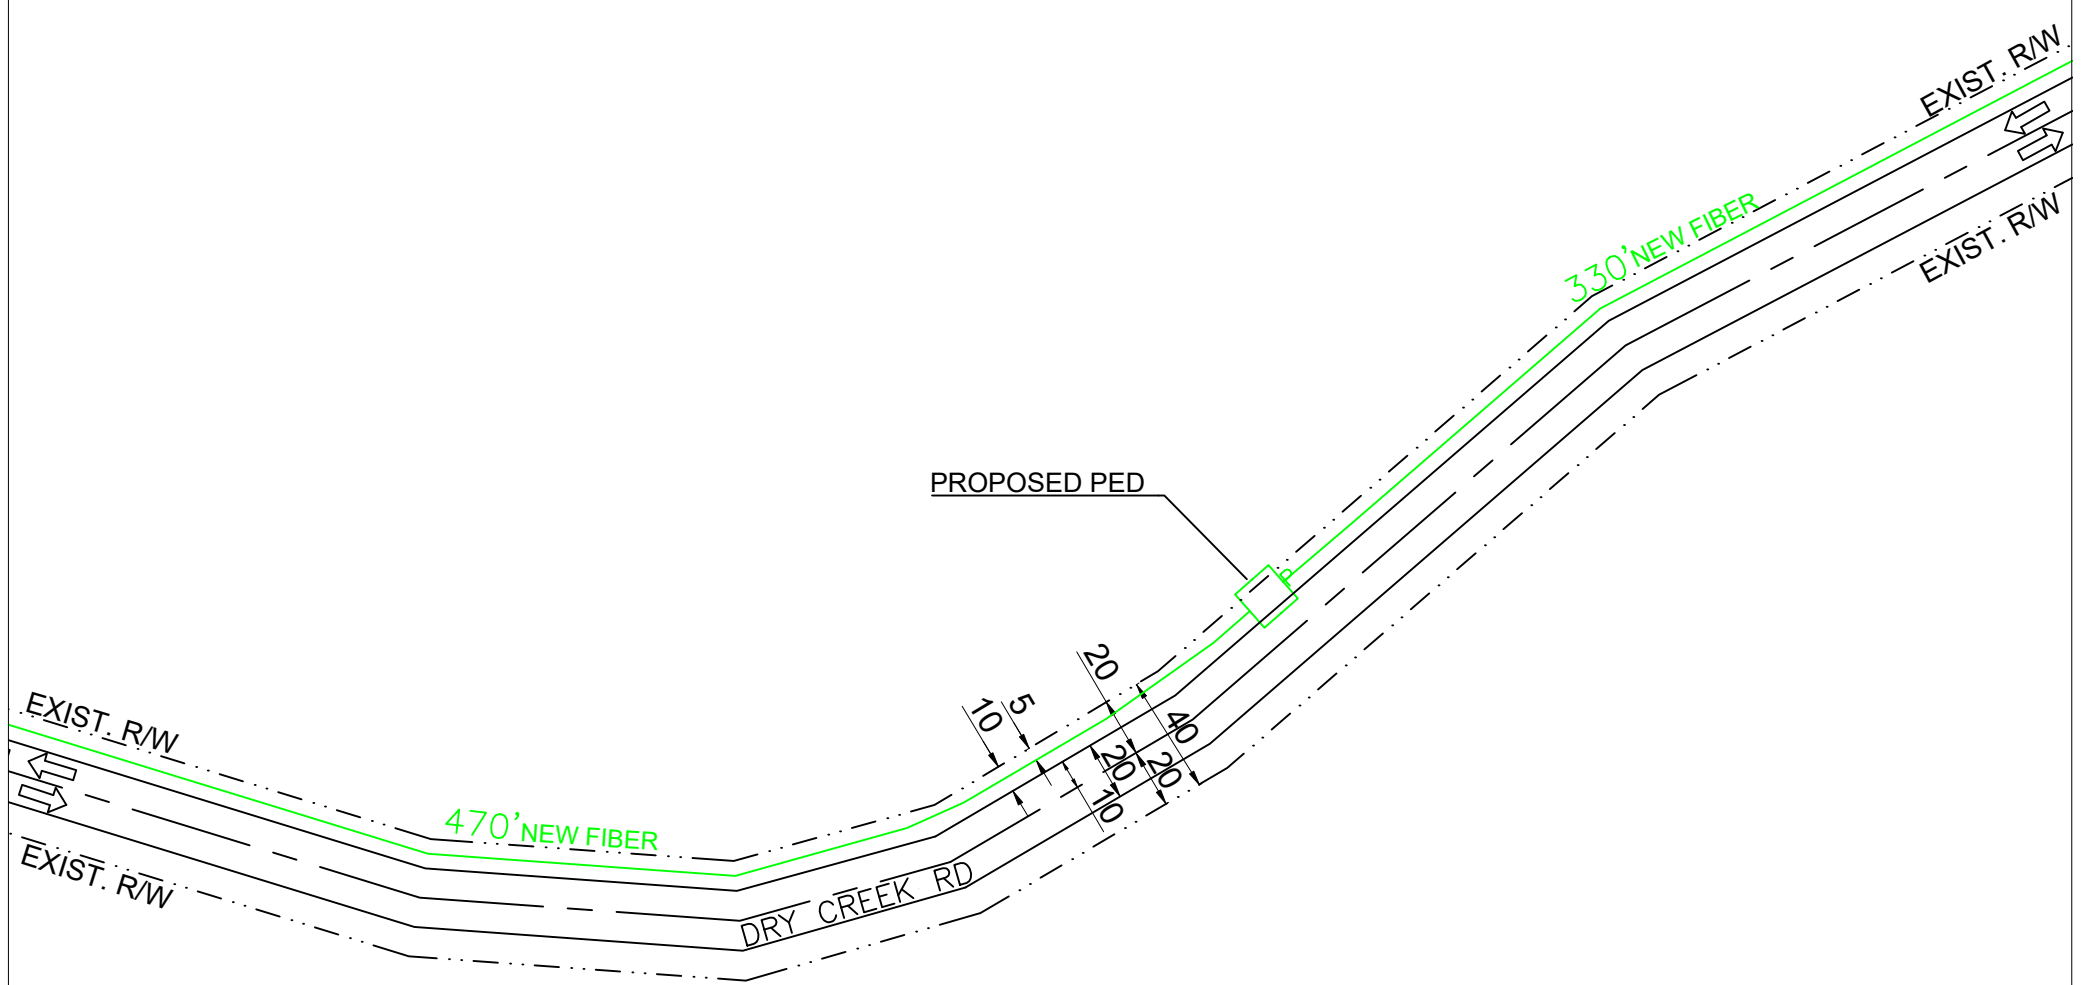 EXIST. R/W
EXIST. R/W
330'NEW FIBER
PROPOSED PED
P
20
5
10
40
20
20
10
EXIST. R/W
470'NEW FIBER
EXIST. R/W
DRY CREEK RD